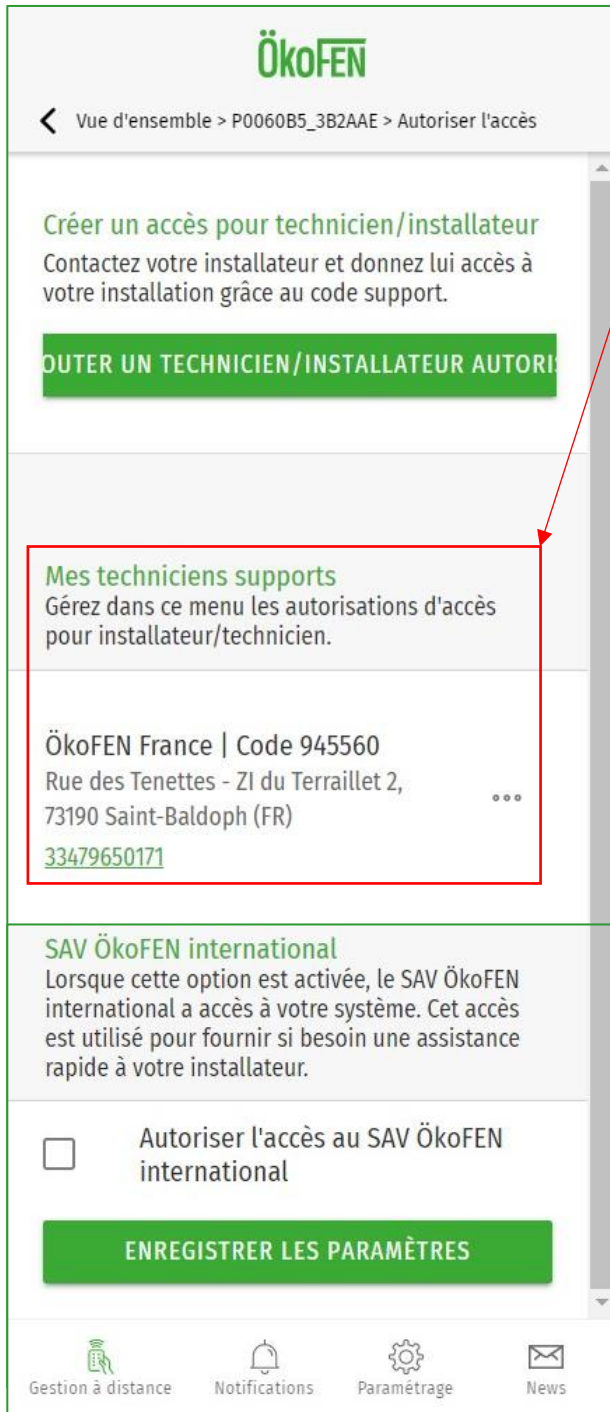 ÖkoFEN
Vue d'ensemble > P0060B5_3B2AAE > Autoriser l'accès
Créer un accès pour technicien/installateur
Contactez votre installateur et donnez lui accès à
votre installation grâce au code support.
OUTER UN TECHNICIEN/INSTALLATEUR AUTORI
Mes techniciens supports
Gérez dans ce menu les autorisations d'accès
pour installateur/technicien.
ÖkoFEN France | Code 945560
Rue des Tenettes - ZI du Terraillet 2,
73190 Saint-Baldoph (FR)
33479650171
SAV ÖkoFEN international
Lorsque cette option est activée, le SAV ÖkoFEN
international a accès à votre système. Cet accès
est utilisé pour fournir si besoin une assistance
rapide à votre installateur.
Autoriser l'accès au SAV ÖkoFEN
international
ENREGISTRER LES PARAMÈTRES
Gestion à distance Notifications Paramétrage News